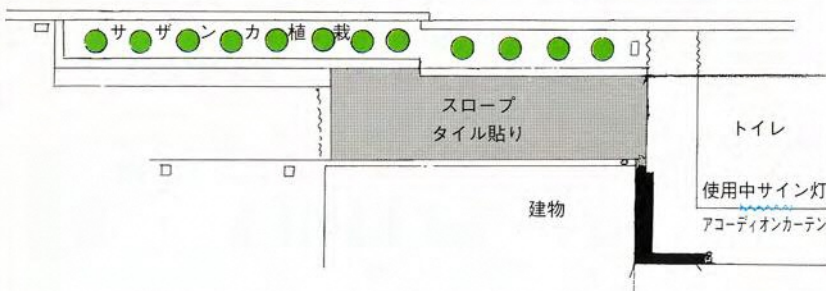 サザンカ植栽
スロープ
タイル貼り
トイレ
建物
使用中サイン灯
アコーディオンカーテン